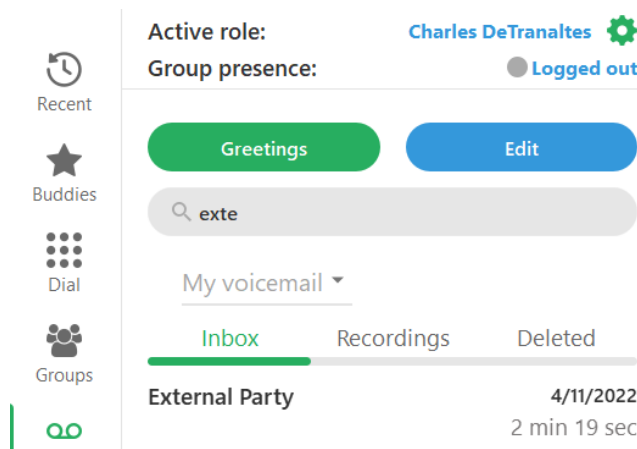 Active role: Charles DeTranaltes
Group presence: Logged out
Recent
Buddies
Dial
Groups
Greetings Edit
exte
My voicemail
Inbox Recordings Deleted
External Party 4/11/2022
2 min 19 sec